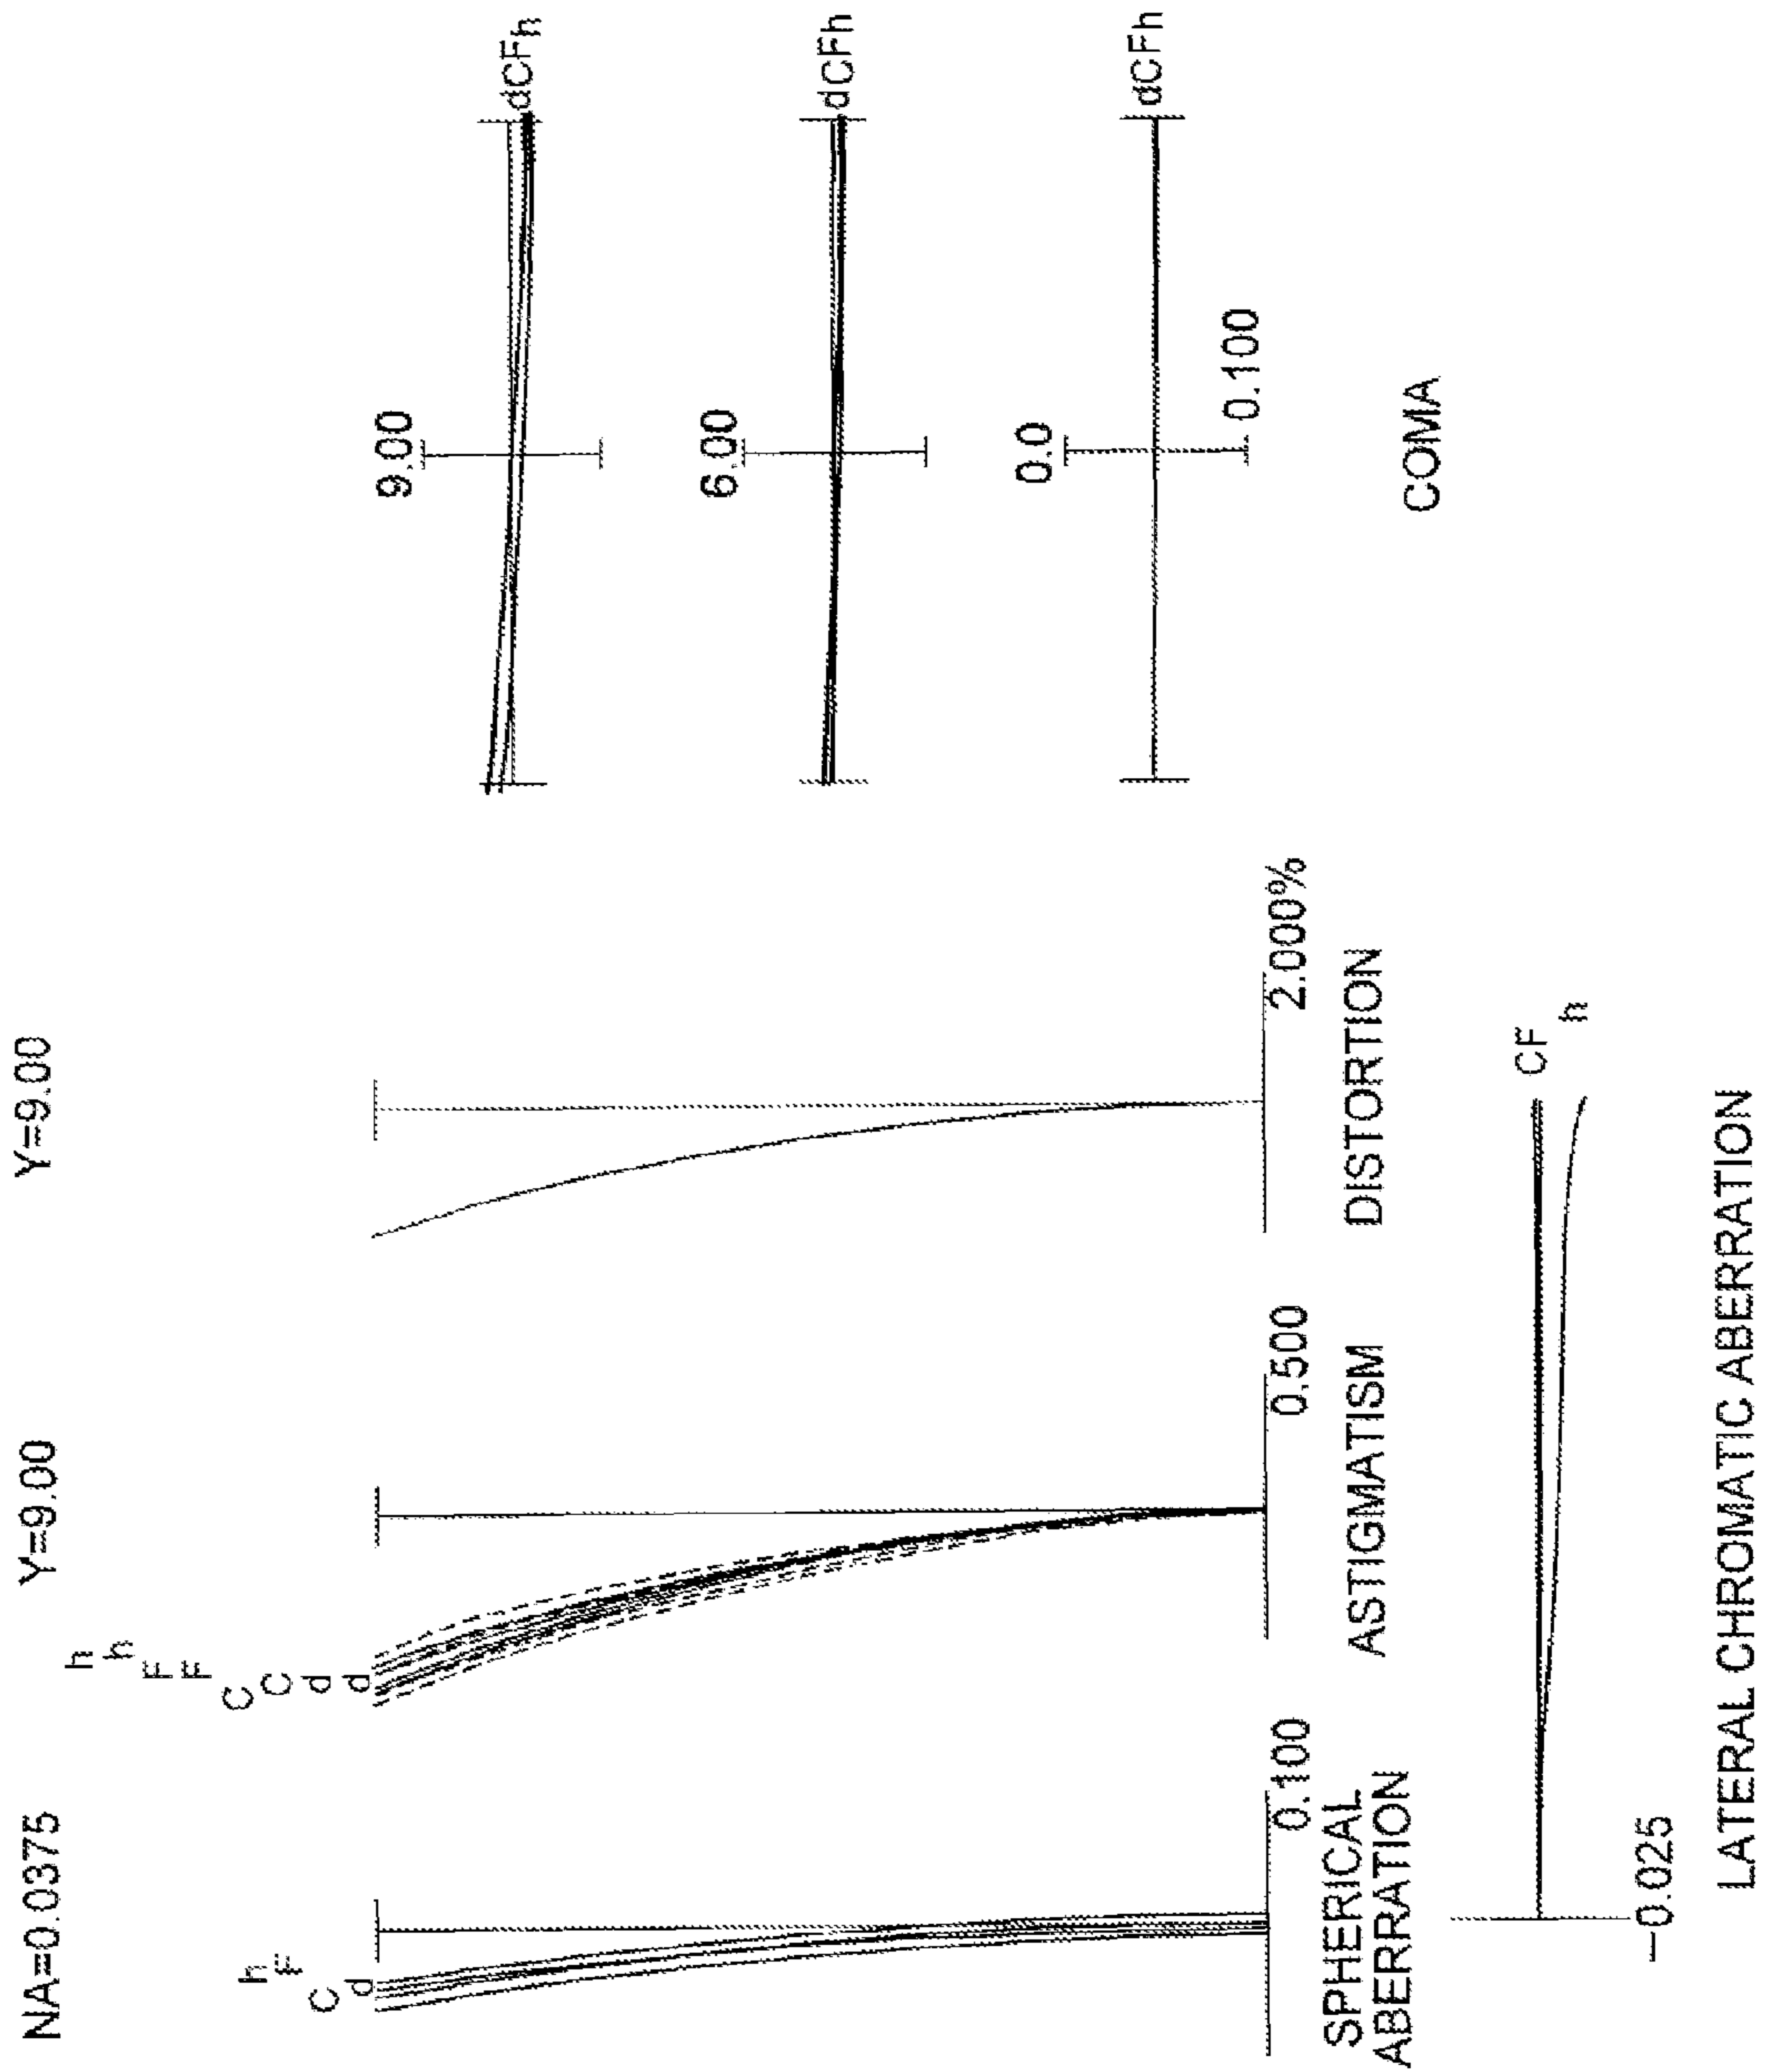 NA=0.0375
h
F
C
d
0.100
SPHERICAL
ABERRATION
Y=9.00
h
h
F
F
C
C
d
d
0.500
ASTIGMATISM
Y=9.00
2.000%
DISTORTION
CF
h
-0.025
LATERAL CHROMATIC ABERRATION
9.00
dCFh
6.00
dCFh
0.0
dCFh
0.100
COMA